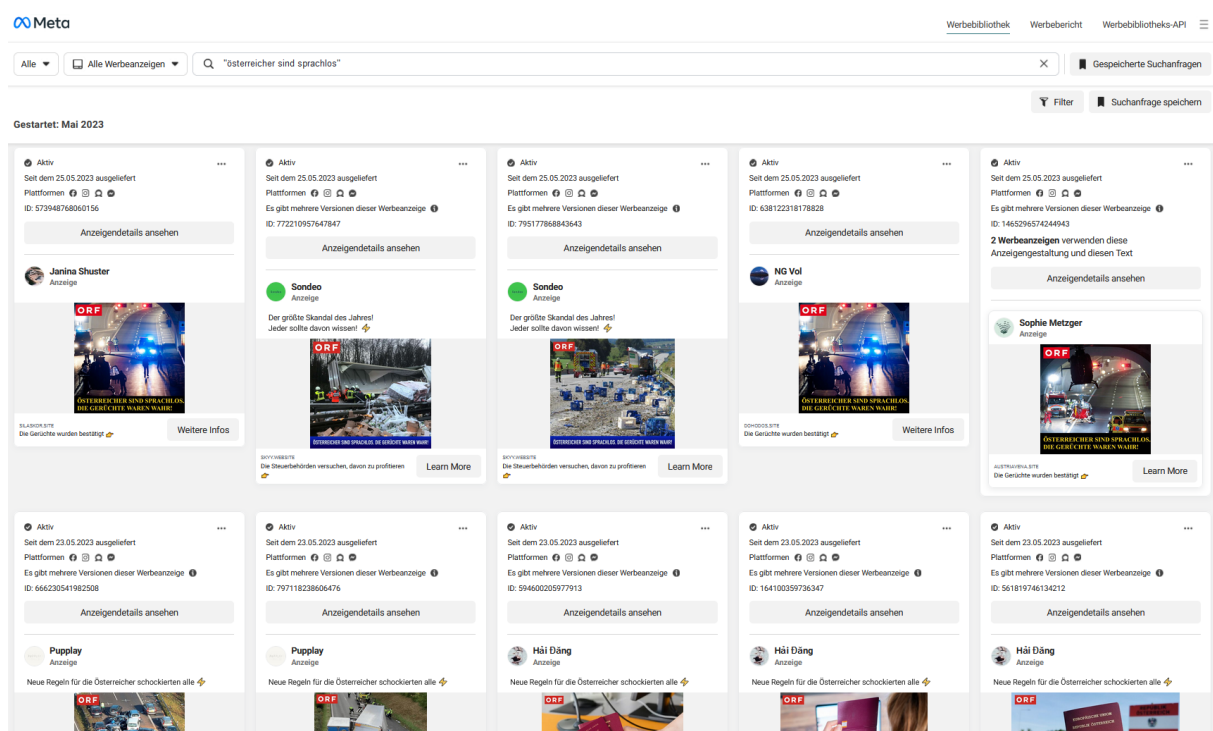 Meta
Werbebibliothek Werbebericht Werbebibliotheks-API
Alle Alle Werbeanzeigen "österreicher sind sprachlos" Gespeicherte Suchanfragen
Filter Suchanfrage speichern
Gestartet: Mai 2023
Aktiv
Seit dem 25.05.2023 ausgeliefert
Plattformen
ID: 573948768060156
Anzeigendetails ansehen
Janina Shuster
Anzeige
ORF
ÖSTERREICHER SIND SPRACHLOS.
DIE GERÜCHTE WAREN WAHR!
SILASKOR.SITE
Die Gerüchte wurden bestätigt 👉
Weitere Infos
Aktiv
Seit dem 25.05.2023 ausgeliefert
Plattformen
Es gibt mehrere Versionen dieser Werbeanzeige
ID: 772210957647847
Anzeigendetails ansehen
Sondeo
Anzeige
Der größte Skandal des Jahres!
Jeder sollte davon wissen! ⚡
ORF
ÖSTERREICHER SIND SPRACHLOS. DIE GERÜCHTE WAREN WAHR!
SKYY.WEBSITE
Die Steuerbehörden versuchen, davon zu profitieren
👉
Learn More
Aktiv
Seit dem 25.05.2023 ausgeliefert
Plattformen
Es gibt mehrere Versionen dieser Werbeanzeige
ID: 795177868843643
Anzeigendetails ansehen
Sondeo
Anzeige
Der größte Skandal des Jahres!
Jeder sollte davon wissen! ⚡
ORF
ÖSTERREICHER SIND SPRACHLOS. DIE GERÜCHTE WAREN WAHR!
SKYY.WEBSITE
Die Steuerbehörden versuchen, davon zu profitieren
👉
Learn More
Aktiv
Seit dem 25.05.2023 ausgeliefert
Plattformen
ID: 638122318178828
Anzeigendetails ansehen
NG Vol
Anzeige
ORF
ÖSTERREICHER SIND SPRACHLOS.
DIE GERÜCHTE WAREN WAHR!
Die Gerüchte wurden bestätigt 👉
Weitere Infos
Aktiv
Seit dem 25.05.2023 ausgeliefert
Plattformen
Es gibt mehrere Versionen dieser Werbeanzeige
ID: 1465296574244943
2 Werbeanzeigen verwenden diese
Anzeigengestaltung und diesen Text
Anzeigendetails ansehen
Sophie Metzger
Anzeige
ORF
ÖSTERREICHER SIND SPRACHLOS.
DIE GERÜCHTE WAREN WAHR!
AUSTRIAVENA.SITE
Die Gerüchte wurden bestätigt 👉
Learn More
Aktiv
Seit dem 23.05.2023 ausgeliefert
Plattformen
Es gibt mehrere Versionen dieser Werbeanzeige
ID: 666230541982508
Anzeigendetails ansehen
Pupplay
Anzeige
Neue Regeln für die Österreicher schockierten alle ⚡
ORF
Aktiv
Seit dem 23.05.2023 ausgeliefert
Plattformen
Es gibt mehrere Versionen dieser Werbeanzeige
ID: 797118238606476
Anzeigendetails ansehen
Pupplay
Anzeige
Neue Regeln für die Österreicher schockierten alle ⚡
ORF
Aktiv
Seit dem 23.05.2023 ausgeliefert
Plattformen
Es gibt mehrere Versionen dieser Werbeanzeige
ID: 594600205977913
Anzeigendetails ansehen
Hải Đăng
Anzeige
Neue Regeln für die Österreicher schockierten alle ⚡
ORF
Aktiv
Seit dem 23.05.2023 ausgeliefert
Plattformen
Es gibt mehrere Versionen dieser Werbeanzeige
ID: 164100359736347
Anzeigendetails ansehen
Hải Đăng
Anzeige
Neue Regeln für die Österreicher schockierten alle ⚡
ORF
Aktiv
Seit dem 23.05.2023 ausgeliefert
Plattformen
Es gibt mehrere Versionen dieser Werbeanzeige
ID: 561819746134212
Anzeigendetails ansehen
Hải Đăng
Anzeige
Neue Regeln für die Österreicher schockierten alle ⚡
ORF
EUROPÄISCHE UNION
REPUBLIK ÖSTERREICH
REPUBLIK
ÖSTERREICH